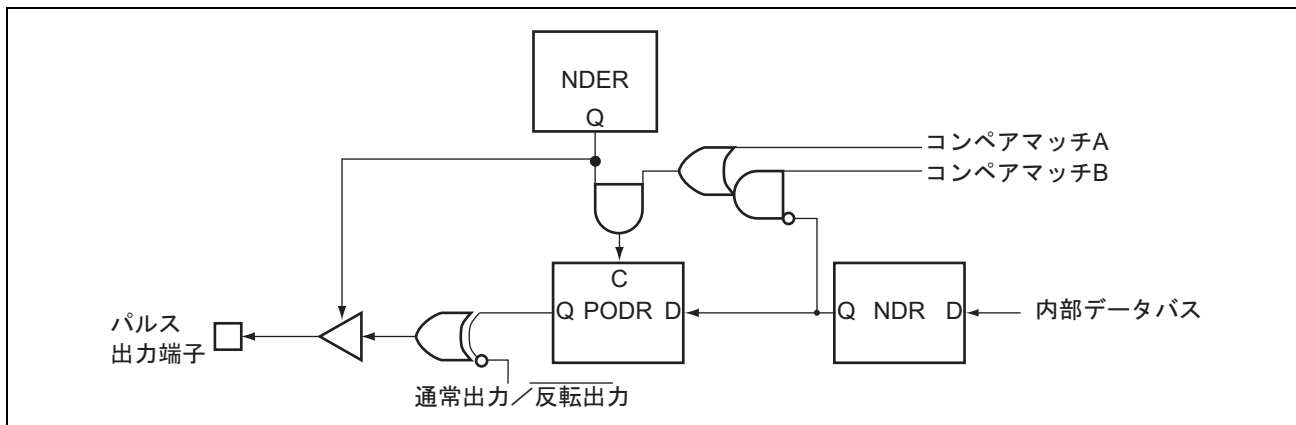 NDER
Q
コンペアマッチA
コンペアマッチB
C
Q PODR D
Q NDR D
内部データバス
パルス
出力端子
通常出力／反転出力